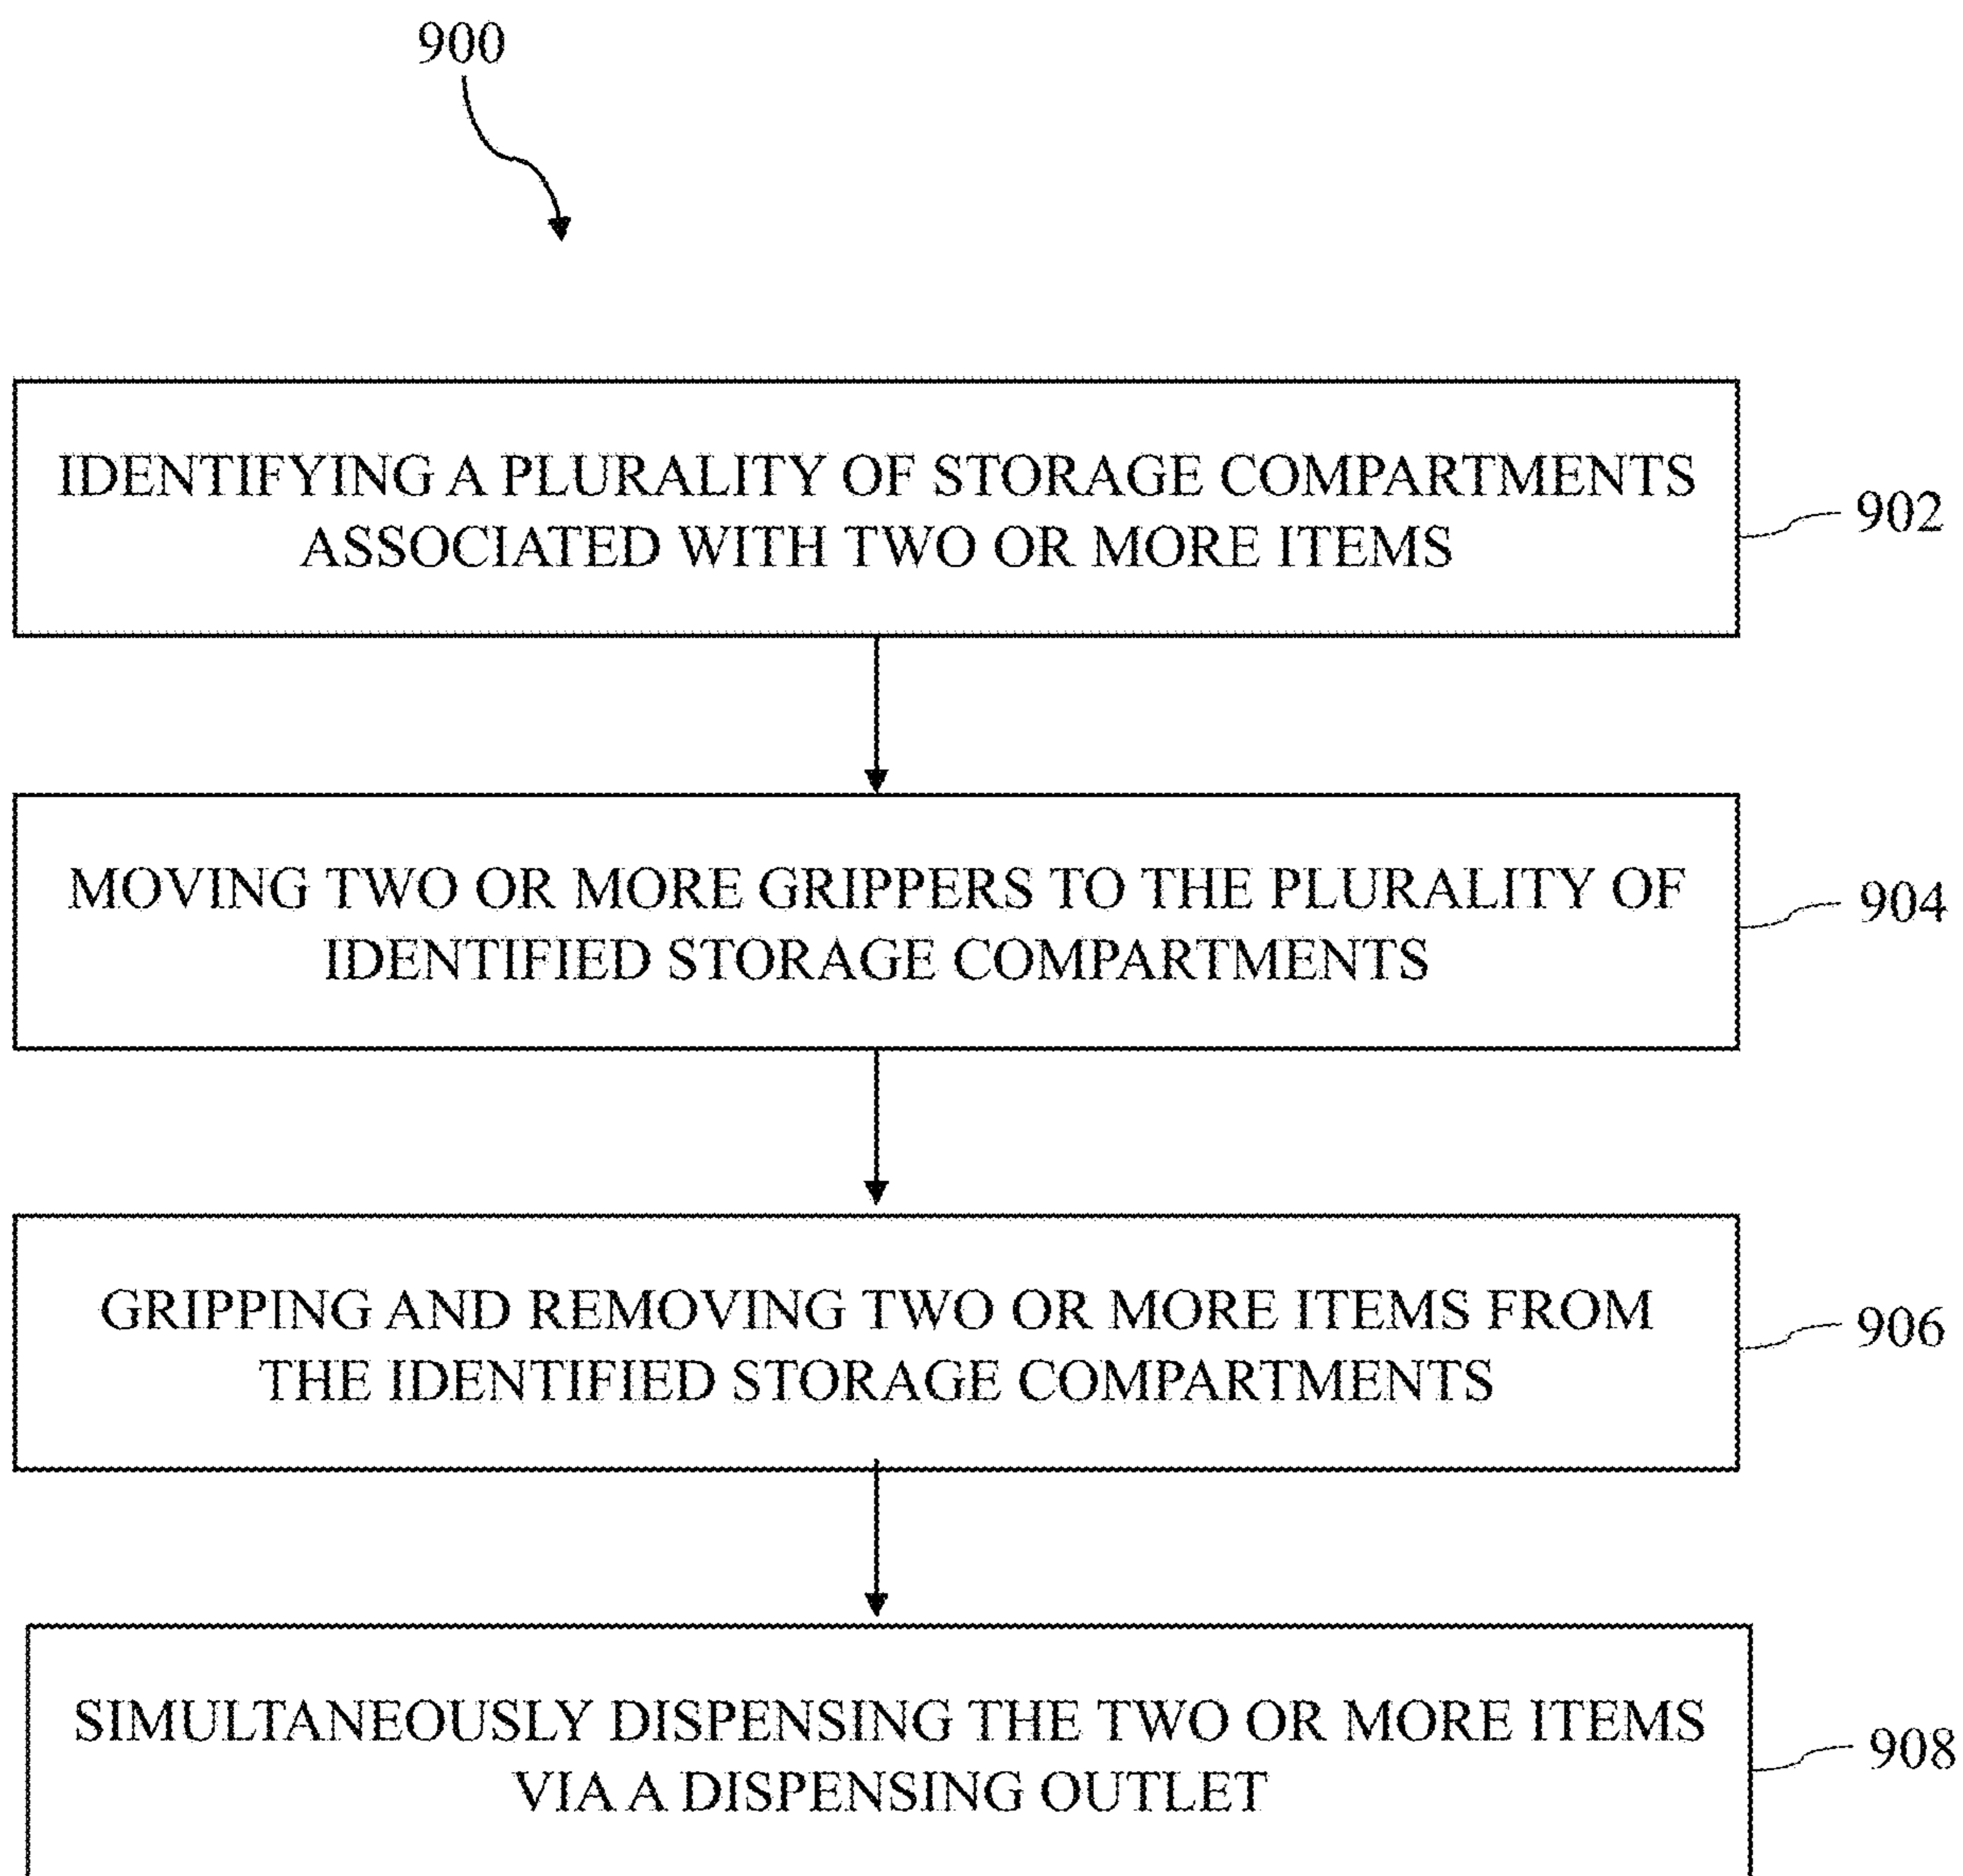 900
IDENTIFYING A PLURALITY OF STORAGE COMPARTMENTS
ASSOCIATED WITH TWO OR MORE ITEMS
902
MOVING TWO OR MORE GRIPPERS TO THE PLURALITY OF
IDENTIFIED STORAGE COMPARTMENTS
904
GRIPPING AND REMOVING TWO OR MORE ITEMS FROM
THE IDENTIFIED STORAGE COMPARTMENTS
906
SIMULTANEOUSLY DISPENSING THE TWO OR MORE ITEMS
VIA A DISPENSING OUTLET
908